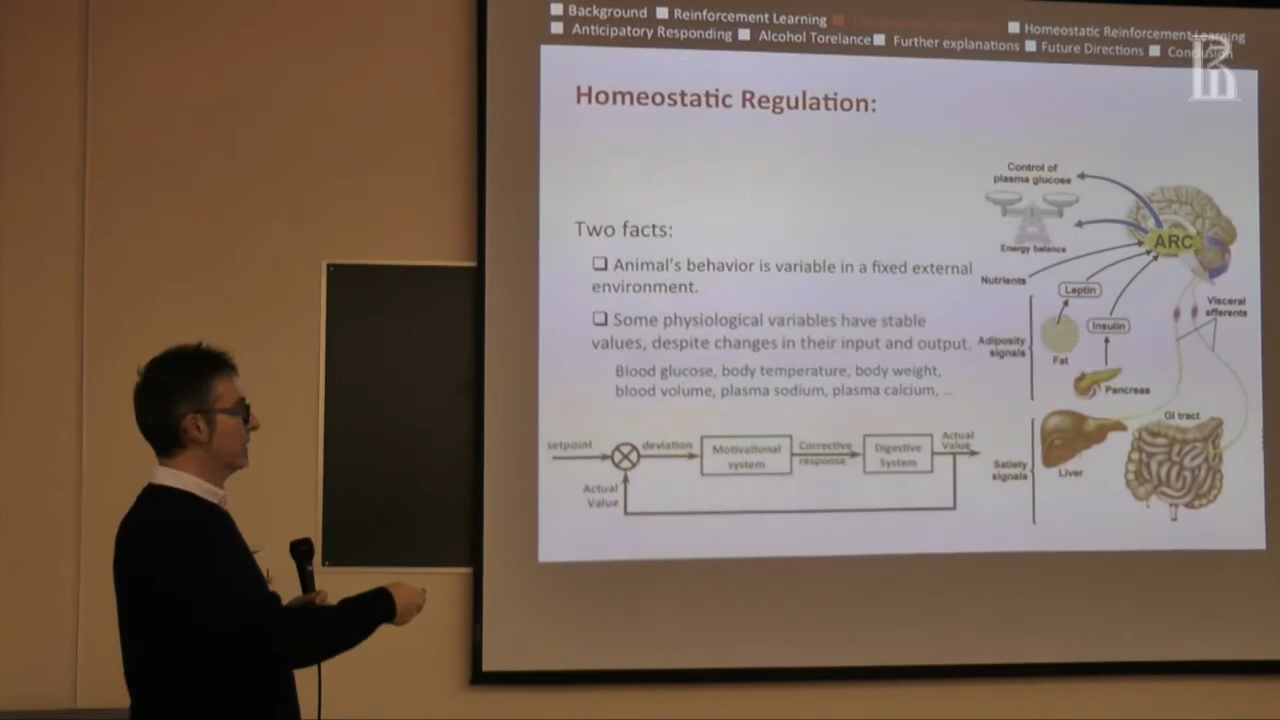 Background Reinforcement Learning Homeostatic Reinforcement Learning
Anticipatory Responding Alcohol Torelance Further explanations Future Directions Conclusion
Homeostatic Regulation:
Two facts:
Animal's behavior is variable in a fixed external
environment.
Some physiological variables have stable
values, despite changes in their input and output.
Blood glucose, body temperature, body weight,
blood volume, plasma sodium, plasma calcium, ...
setpoint
deviation
Motivational
system
Corrective
response
Digestive
System
Actual
Value
Actual
Value
Control of
plasma glucose
Energy balance
ARC
Nutrients
Leptin
Insulin
Visceral
afferents
Adiposity
signals
Fat
Pancreas
GI tract
Satiety
signals
Liver